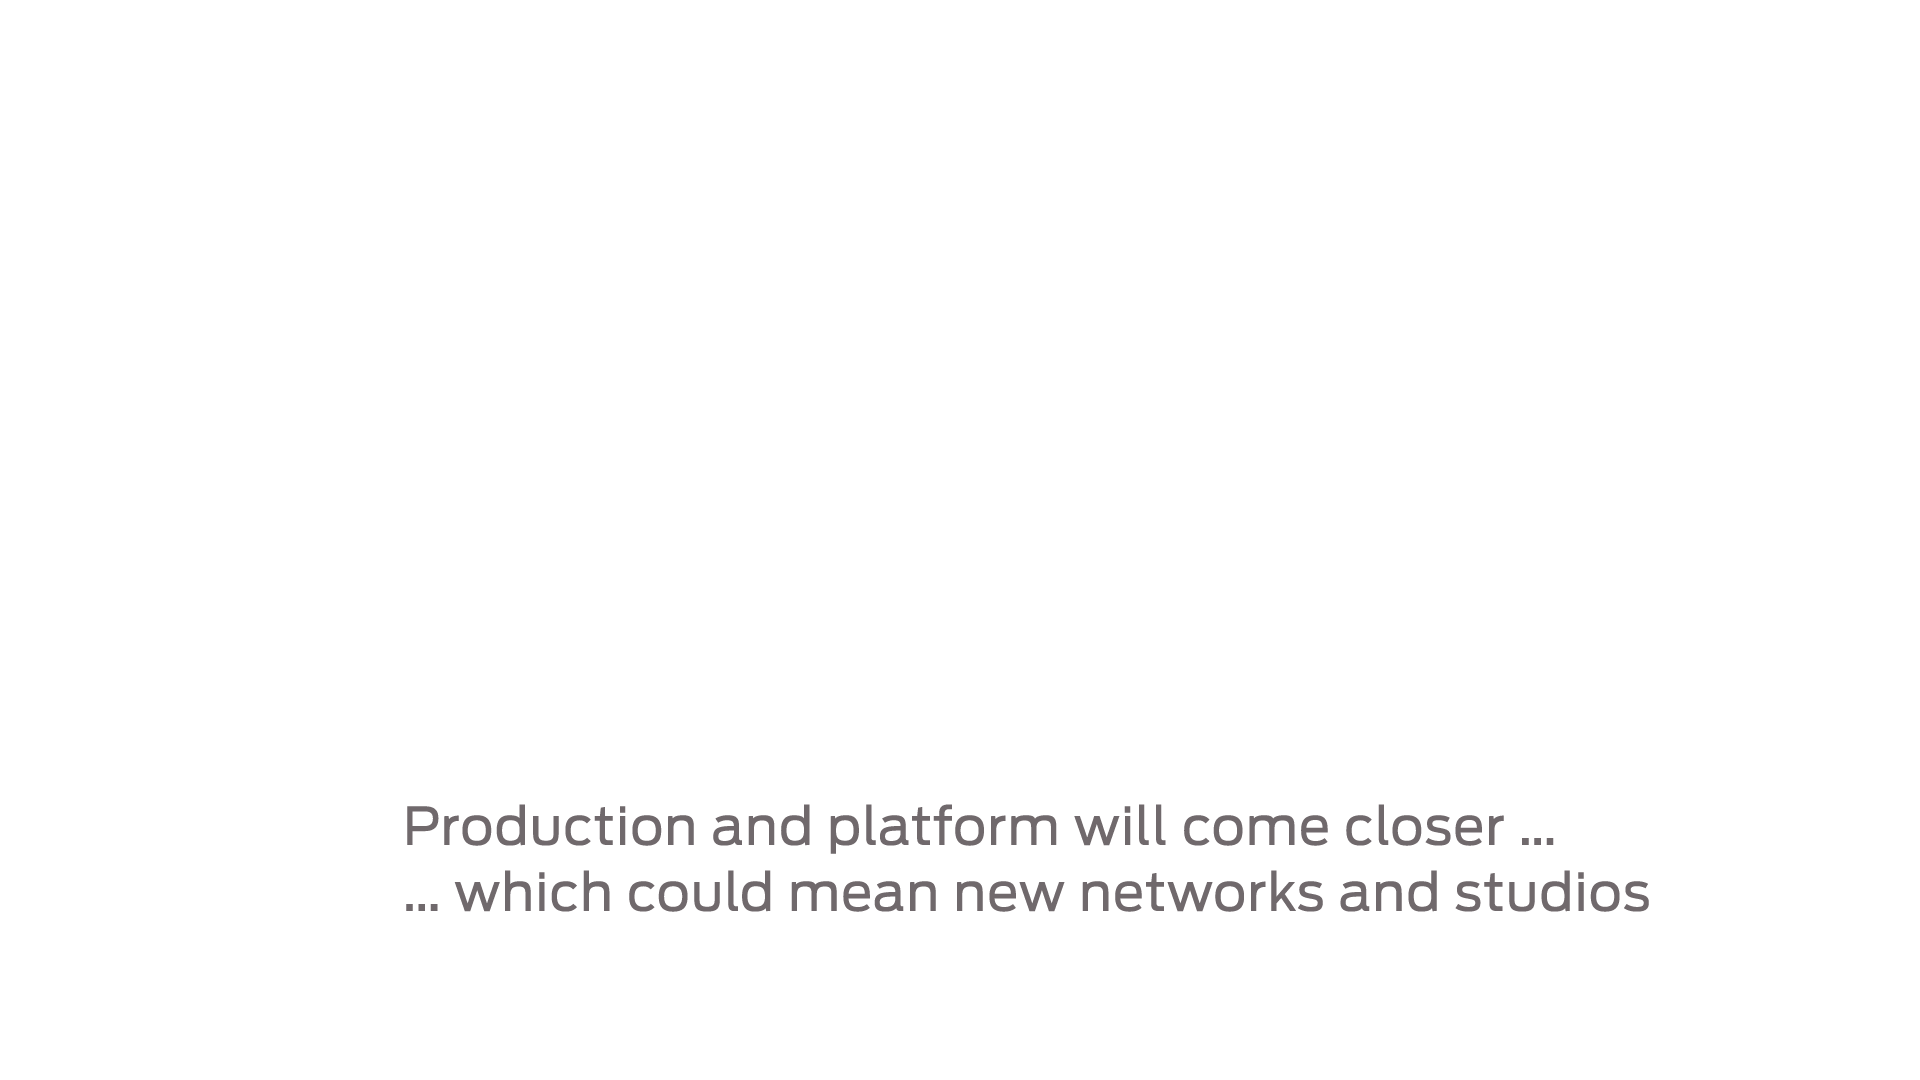 Production and platform will come closer ...
... which could mean new networks and studios